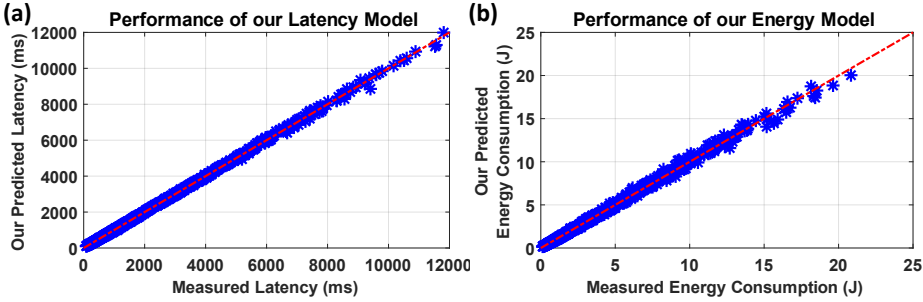 (a)
Performance of our Latency Model
Our Predicted Latency (ms)
12000
10000
8000
6000
4000
2000
0
0 2000 4000 6000 8000 10000 12000
Measured Latency (ms)
(b)
Performance of our Energy Model
Our Predicted
Energy Consumption (J)
25
20
15
10
5
0
0 5 10 15 20 25
Measured Energy Consumption (J)